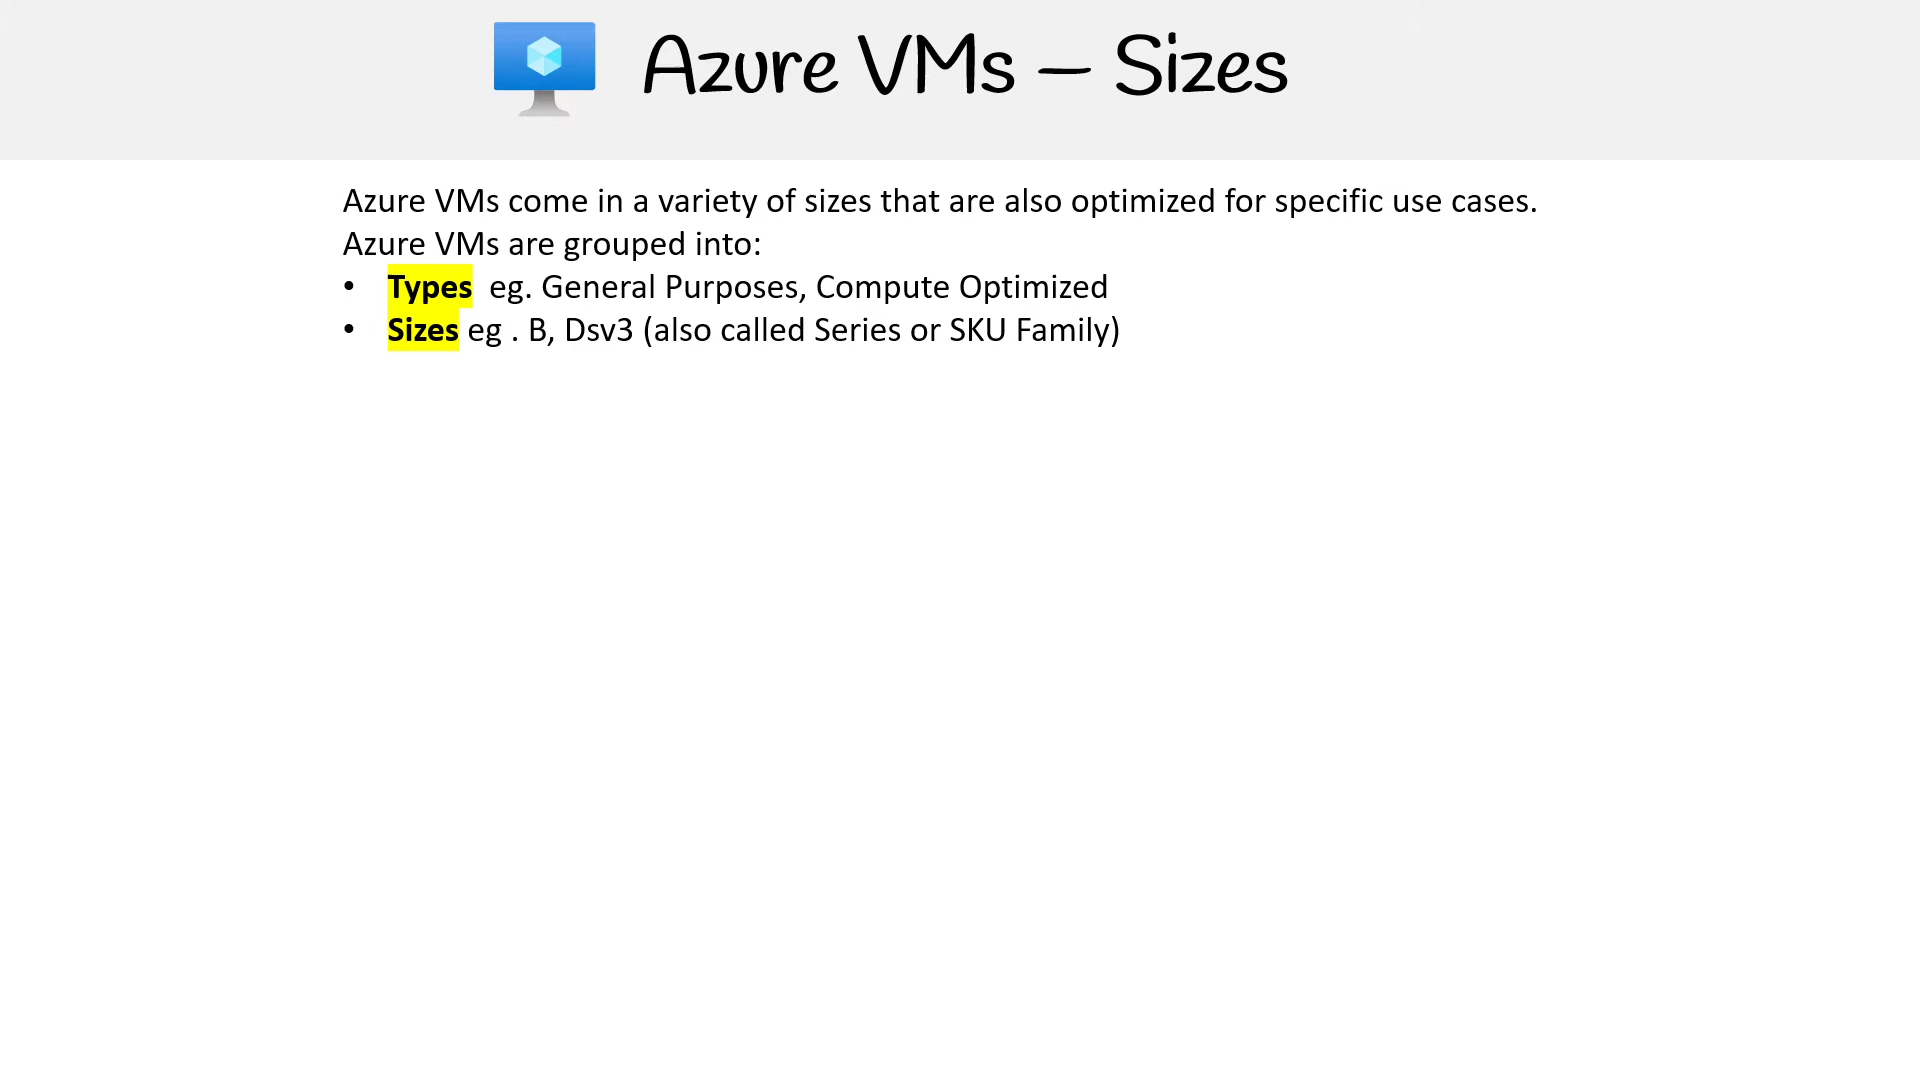 Azure VMs – Sizes
Azure VMs come in a variety of sizes that are also optimized for specific use cases.
Azure VMs are grouped into:
• Types eg. General Purposes, Compute Optimized
• Sizes eg . B, Dsv3 (also called Series or SKU Family)